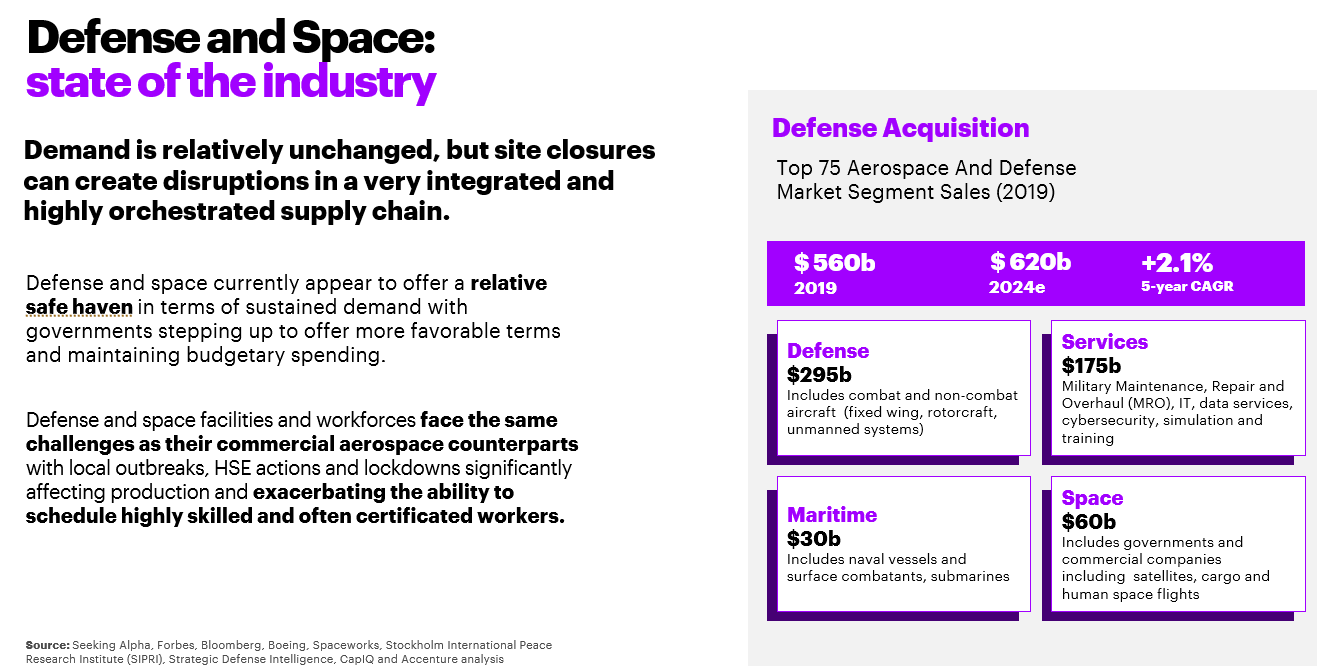 Defense and Space:
state of the industry
Demand is relatively unchanged, but site closures
can create disruptions in a very integrated and
highly orchestrated supply chain.
Defense and space currently appear to offer a relative
safe haven in terms of sustained demand with
governments stepping up to offer more favorable terms
and maintaining budgetary spending.
Defense and space facilities and workforces face the same
challenges as their commercial aerospace counterparts
with local outbreaks, HSE actions and lockdowns significantly
affecting production and exacerbating the ability to
schedule highly skilled and often certificated workers.
Source: Seeking Alpha, Forbes, Bloomberg, Boeing, Spaceworks, Stockholm International Peace
Research Institute (SIPRI), Strategic Defense Intelligence, CapIQ and Accenture analysis
Defense Acquisition
Top 75 Aerospace And Defense
Market Segment Sales (2019)
$ 560b
2019
$ 620b
2024e
+2.1%
5-year CAGR
Defense
$295b
Includes combat and non-combat
aircraft (fixed wing, rotorcraft,
unmanned systems)
Services
$175b
Military Maintenance, Repair and
Overhaul (MRO), IT, data services,
cybersecurity, simulation and
training
Maritime
$30b
Includes naval vessels and
surface combatants, submarines
Space
$60b
Includes governments and
commercial companies
including satellites, cargo and
human space flights